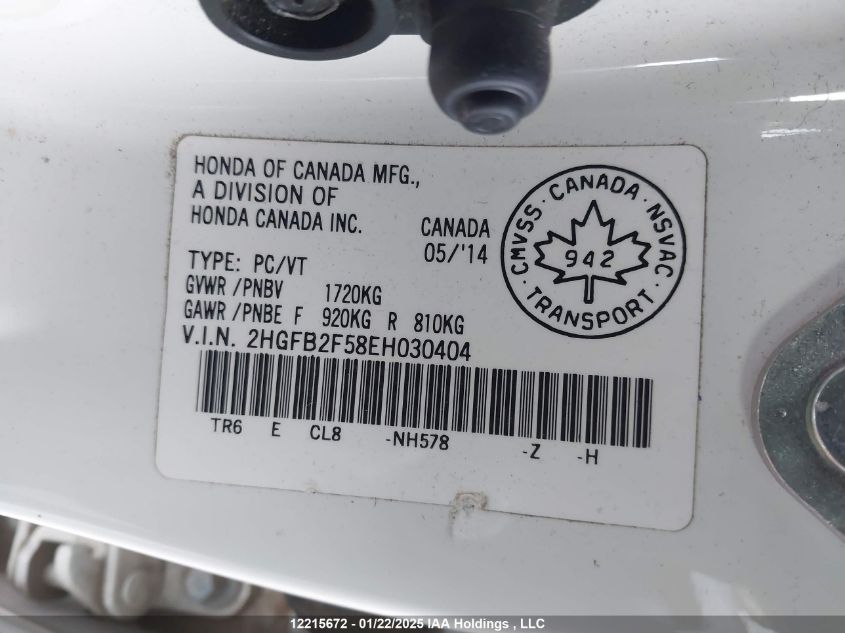 HONDA OF CANADA MFG.,
A DIVISION OF
HONDA CANADA INC.
CANADA
05/'14
TYPE: PC/VT
GVWR /PNBV 1720KG
GAWR /PNBE F 920KG R 810KG
V.I.N. 2HGFB2F58EH030404
TR6 E CL8 -NH578 -Z -H
CMVSS · CANADA · NSVAC
942
· TRANSPORT ·
12215672 - 01/22/2025 IAA Holdings , LLC